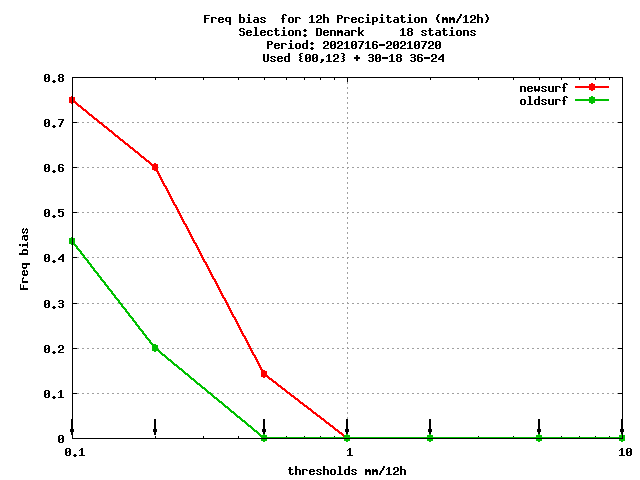 Freq bias  for 12h Precipitation (mm/12h)
Selection: Denmark     18 stations
Period: 20210716-20210720
Used {00,12} + 30-18 36-24
newsurf
oldsurf
0.8
0.7
0.6
0.5
0.4
0.3
0.2
0.1
0
Freq bias
0.1
1
10
thresholds mm/12h